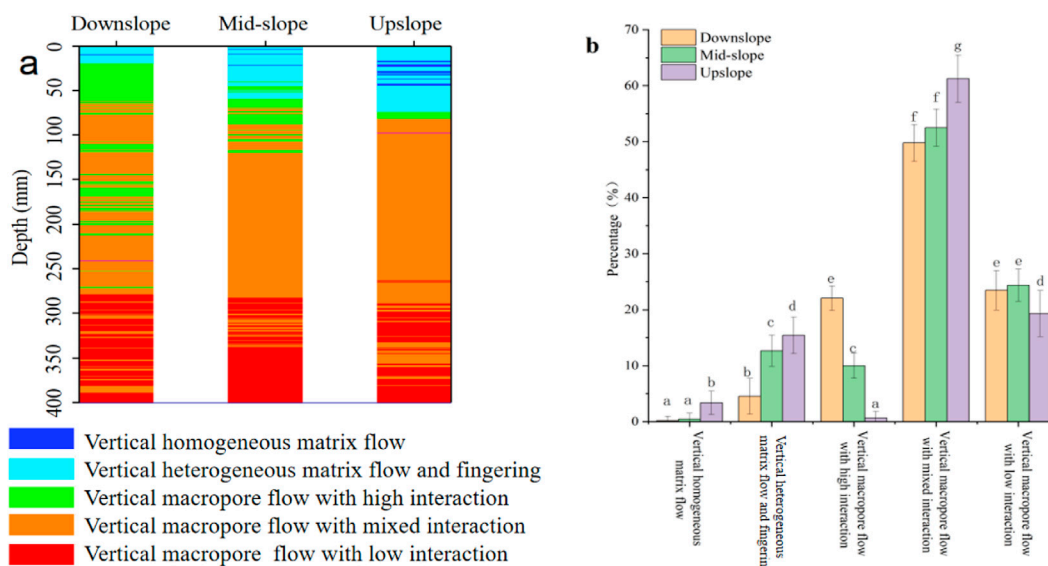 Downslope Mid-slope Upslope
a
0
50
100
150
200
250
300
350
400
Depth (mm)
Vertical homogeneous matrix flow
Vertical heterogeneous matrix flow and fingering
Vertical macropore flow with high interaction
Vertical macropore flow with mixed interaction
Vertical macropore flow with low interaction
b
Downslope
Mid-slope
Upslope
70
60
50
40
30
20
10
0
Percentage (%)
a a b
b c d
e c a
f f g
e e d
Vertical homogeneous
matrix flow
Vertical heterogeneous
matrix flow and fingerin
Vertical macropore flow
with high interaction
Vertical macropore flow
with mixed interaction
Vertical macropore flow
with low interaction